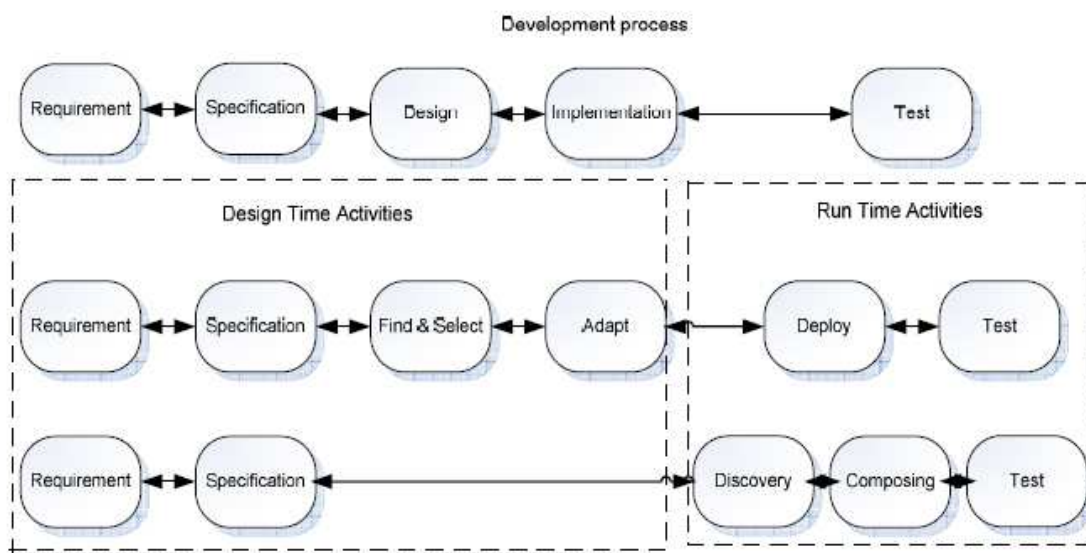 Development process
Requirement
Specification
Design
Implementation
Test
Design Time Activities
Run Time Activities
Requirement
Specification
Find & Select
Adapt
Deploy
Test
Requirement
Specification
Discovery
Composing
Test